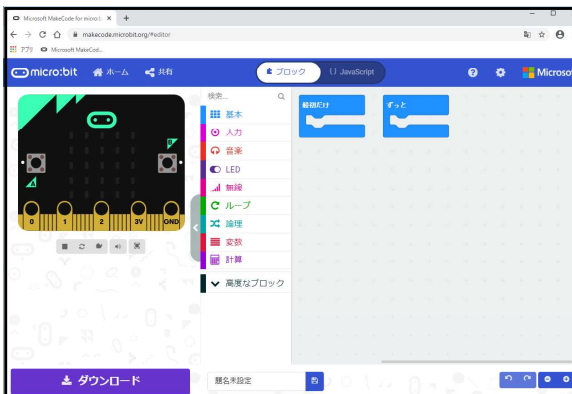 Microsoft MakeCode for micro:b
makecode.microbit.org/#editor
アプリ Microsoft MakeCod...
micro:bit ホーム 共有 ブロック {} JavaScript Microsof
検索...
基本
入力
音楽
LED
無線
ループ
論理
変数
計算
高度なブロック
最初だけ ずっと
B
A
0 1 2 3V GND
ダウンロード 題名未設定